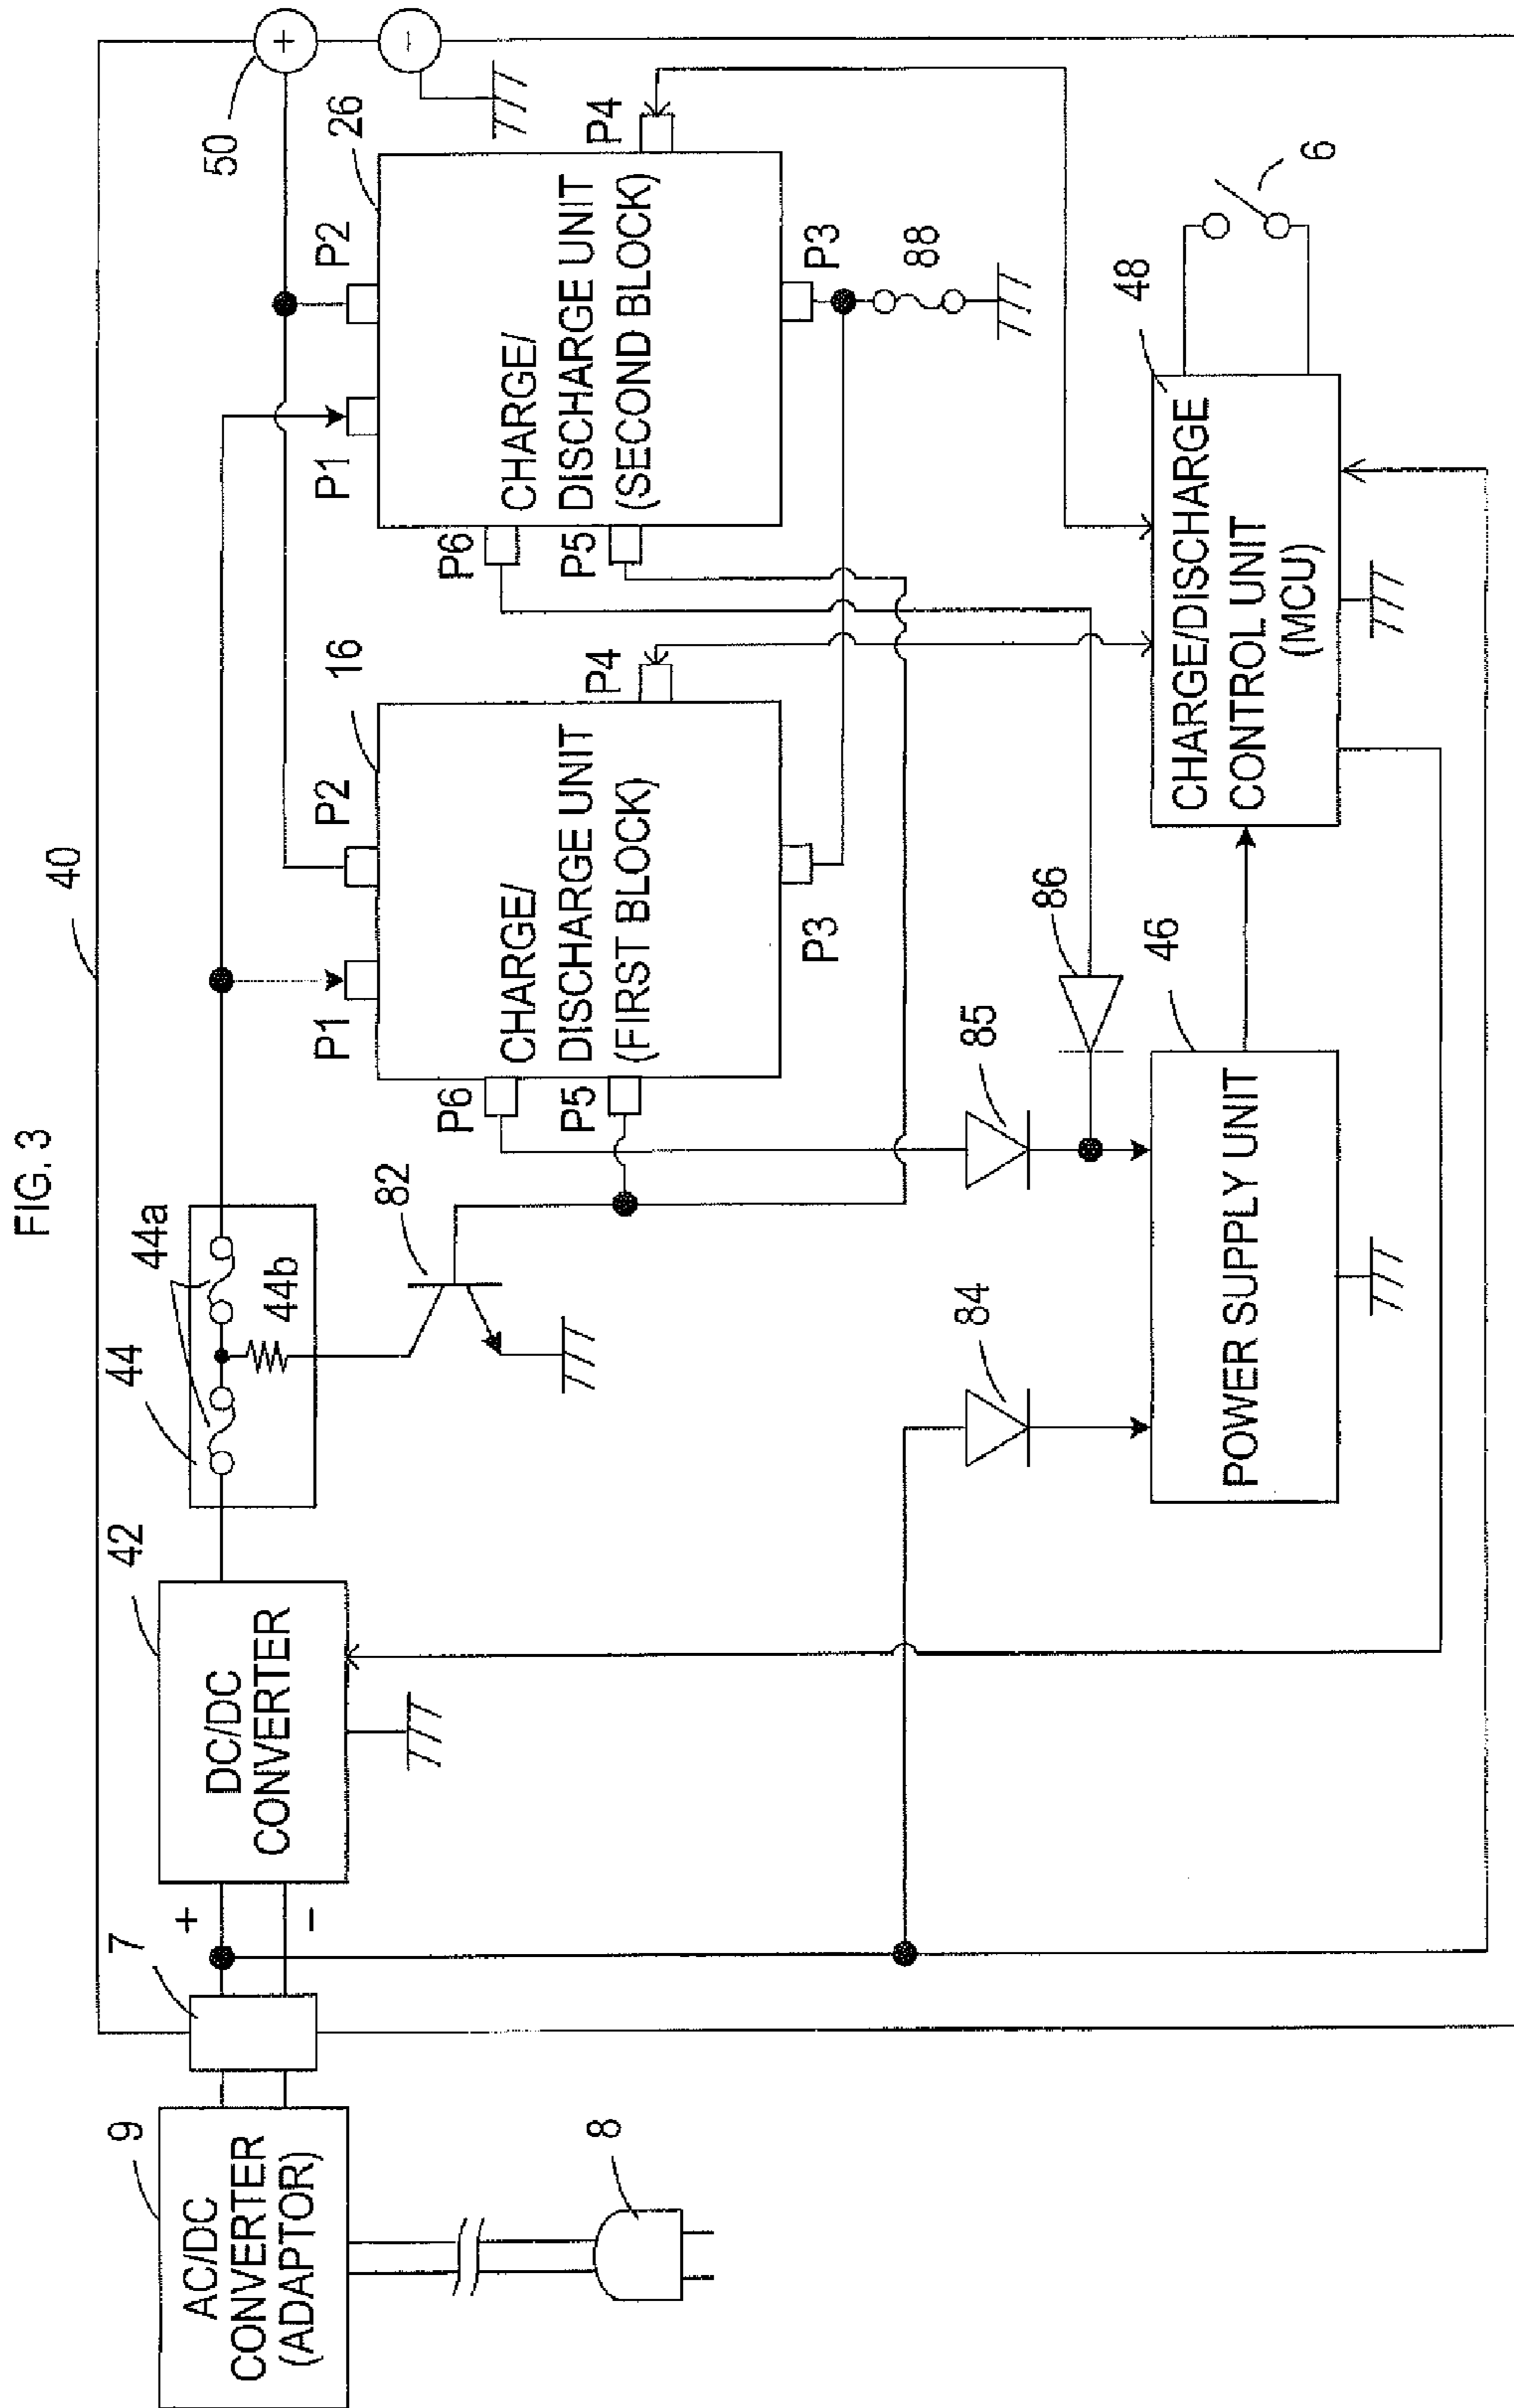 FIG. 3
40
9
AC/DC
CONVERTER
(ADAPTOR)
8
7
+
−
42
DC/DC
CONVERTER
44
44a
44b
82
P1
P2
16
CHARGE/
DISCHARGE UNIT
(FIRST BLOCK)
P6
P5
P4
P3
P1
P2
26
CHARGE/
DISCHARGE UNIT
(SECOND BLOCK)
P6
P5
P4
P3
50
+
−
88
84
85
86
46
POWER SUPPLY UNIT
48
CHARGE/DISCHARGE
CONTROL UNIT
(MCU)
6